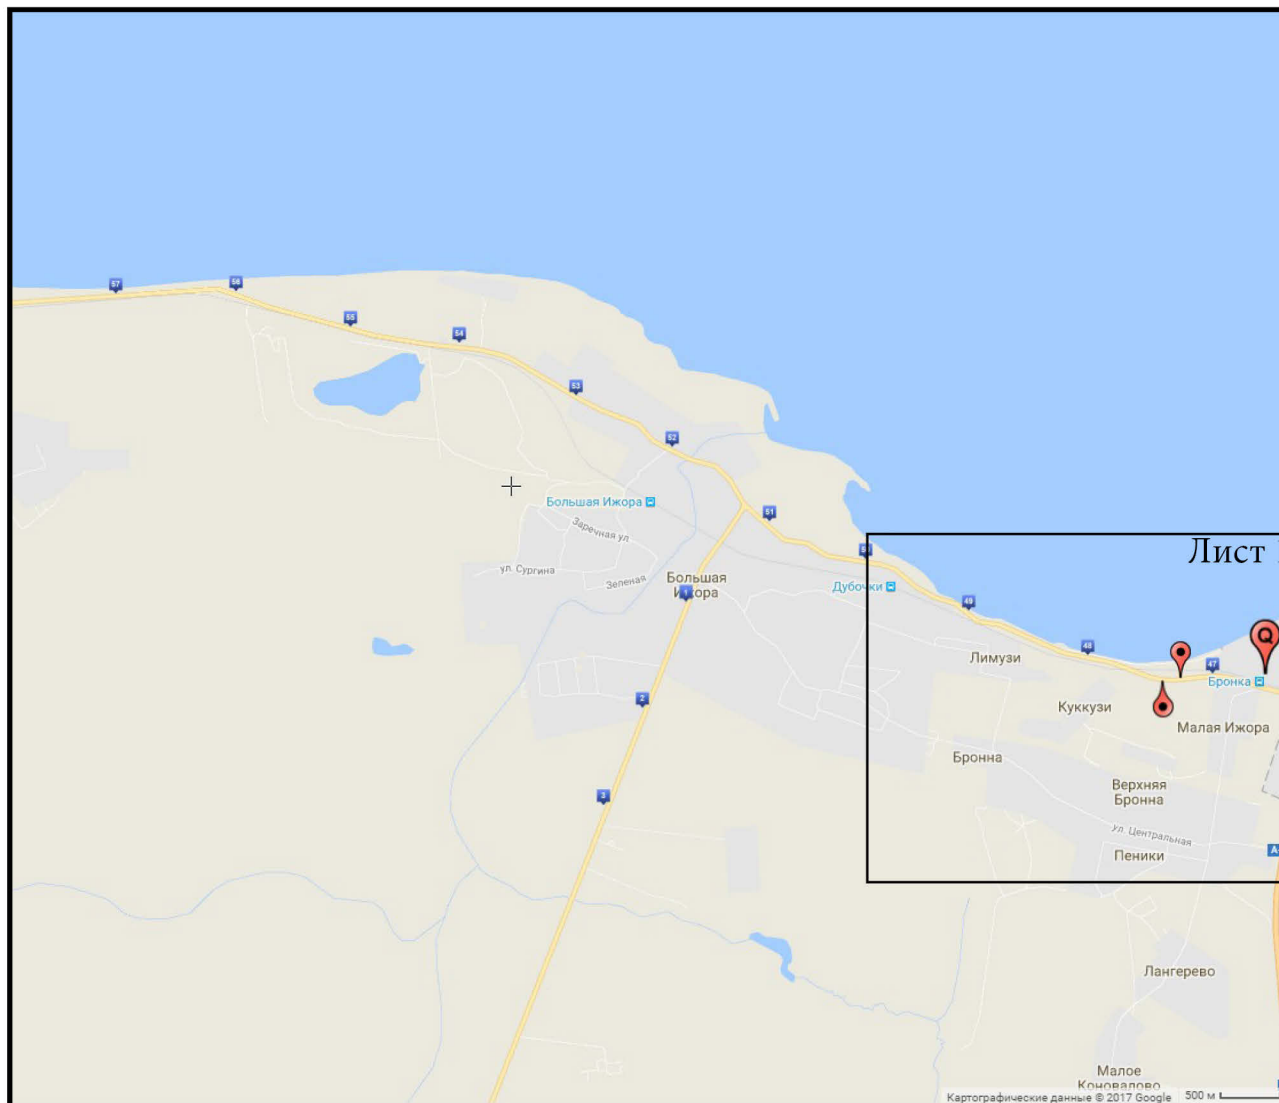 57
56
55
54
53
52
Большая Ижора
51
Заречная ул.
ул. Сургина
Зеленая
Большая
Ижора
1
50
Лист
Дубочки
49
48
47
Q
Лимузи
Бронка
2
Куккузи
Малая Ижора
Бронна
3
Верхняя
Бронна
ул. Центральная
Пеники
А-
Лангерево
Малое
Коновалово
Картографические данные © 2017 Google
500 м